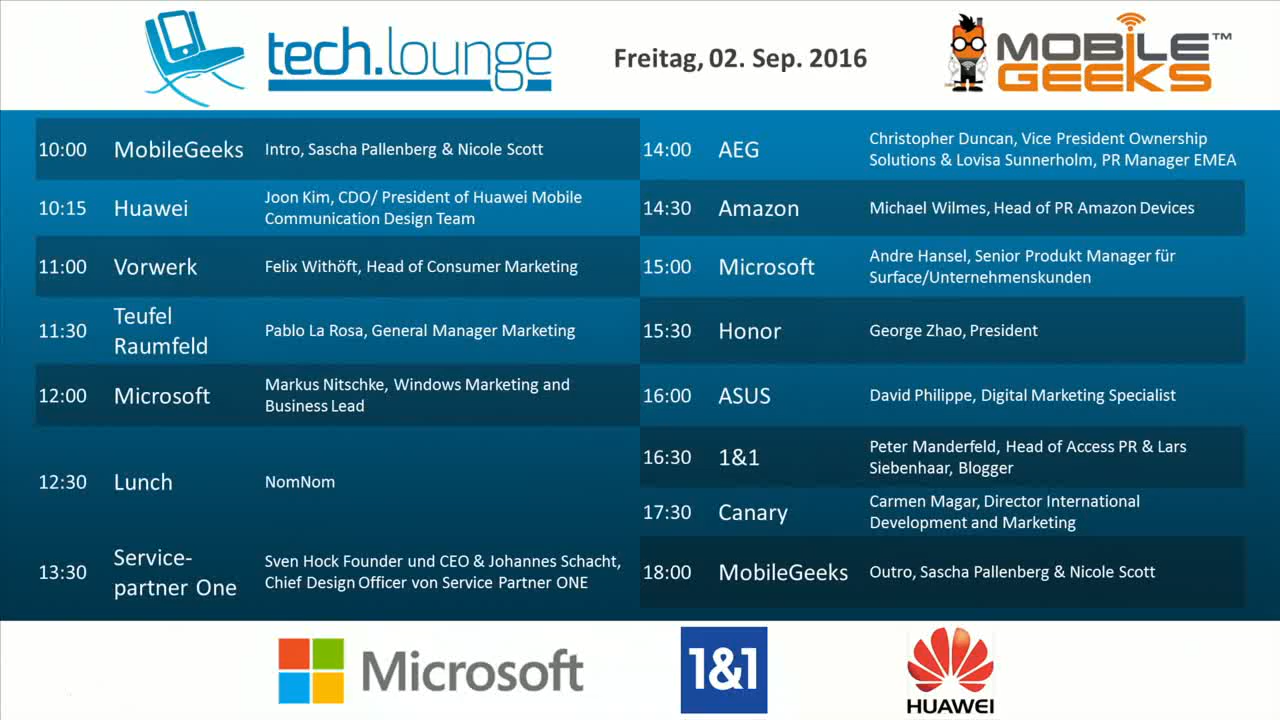 tech.lounge
Freitag, 02. Sep. 2016
MOBILE™
GEEKS
10:00 MobileGeeks Intro, Sascha Pallenberg & Nicole Scott
10:15 Huawei Joon Kim, CDO/ President of Huawei Mobile
Communication Design Team
11:00 Vorwerk Felix Withöft, Head of Consumer Marketing
11:30 Teufel
Raumfeld Pablo La Rosa, General Manager Marketing
12:00 Microsoft Markus Nitschke, Windows Marketing and
Business Lead
12:30 Lunch NomNom
13:30 Service-
partner One Sven Hock Founder und CEO & Johannes Schacht,
Chief Design Officer von Service Partner ONE
14:00 AEG Christopher Duncan, Vice President Ownership
Solutions & Lovisa Sunnerholm, PR Manager EMEA
14:30 Amazon Michael Wilmes, Head of PR Amazon Devices
15:00 Microsoft Andre Hansel, Senior Produkt Manager für
Surface/Unternehmenskunden
15:30 Honor George Zhao, President
16:00 ASUS David Philippe, Digital Marketing Specialist
16:30 1&1 Peter Manderfeld, Head of Access PR & Lars
Siebenhaar, Blogger
17:30 Canary Carmen Magar, Director International
Development and Marketing
18:00 MobileGeeks Outro, Sascha Pallenberg & Nicole Scott
Microsoft
1&1
HUAWEI